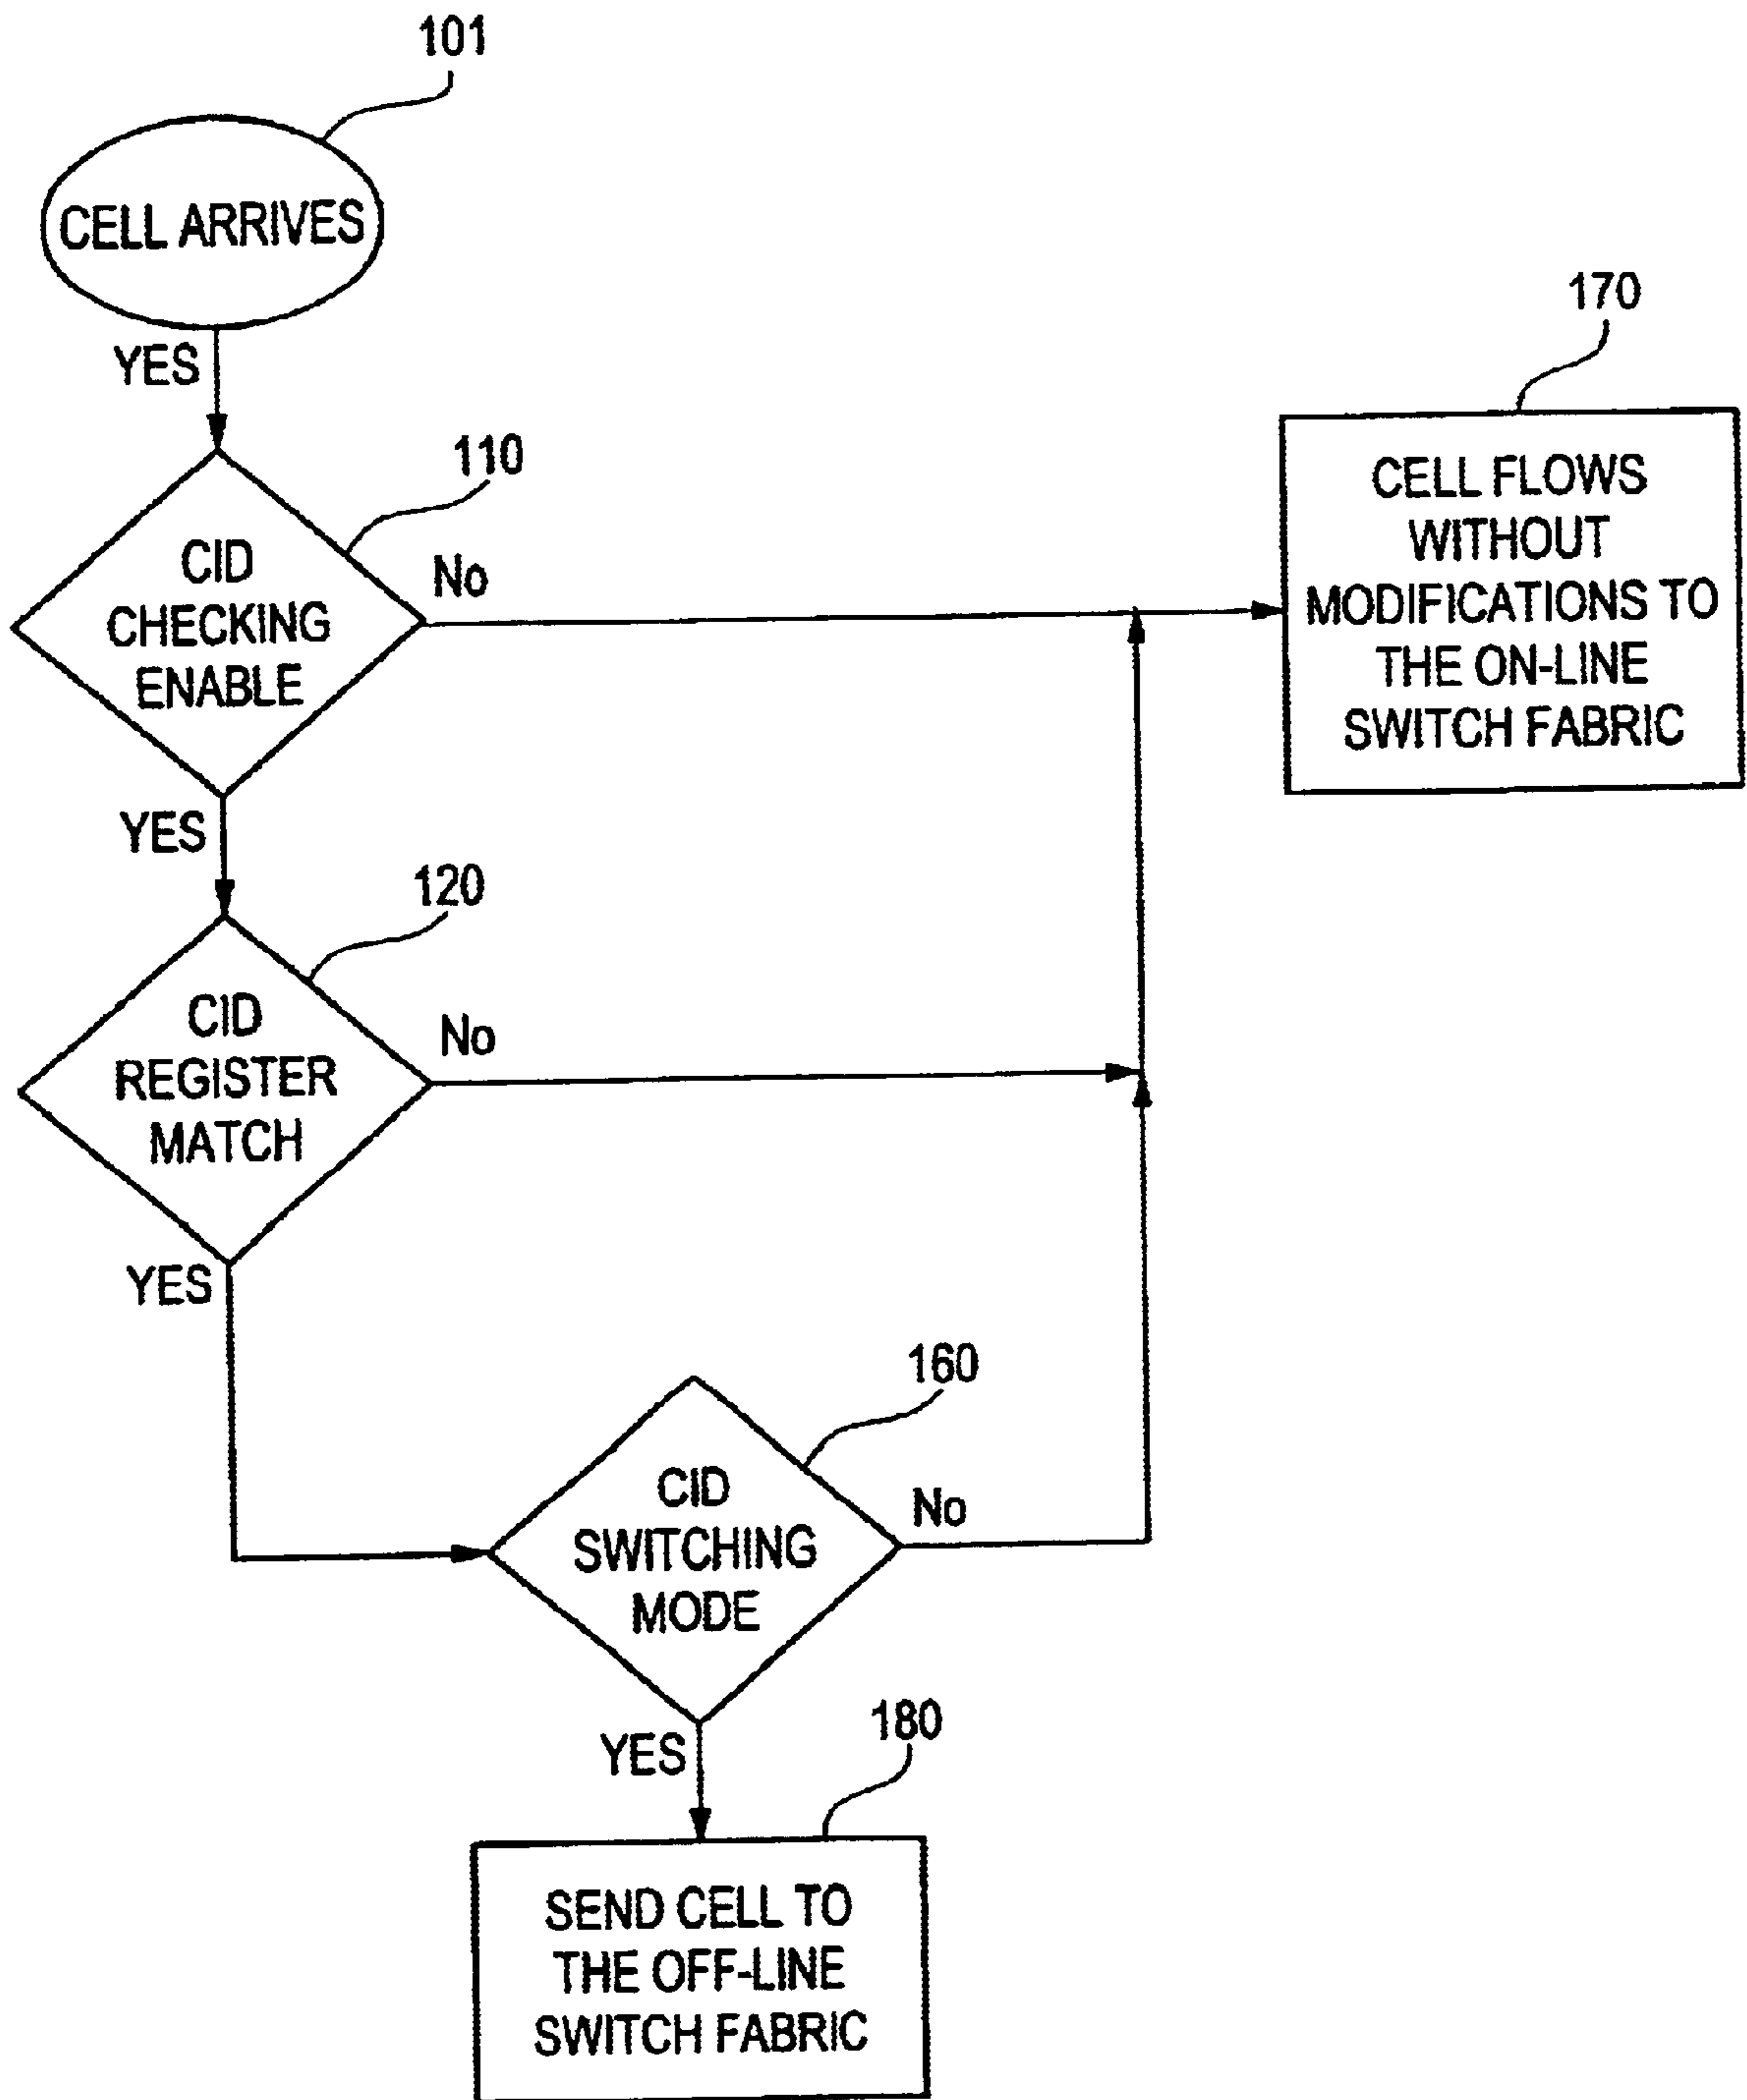 101
CELL ARRIVES
YES
170
CELL FLOWS
WITHOUT
MODIFICATIONS TO
THE ON-LINE
SWITCH FABRIC
110
CID
CHECKING
ENABLE
No
YES
120
CID
REGISTER
MATCH
No
YES
160
CID
SWITCHING
MODE
No
YES
180
SEND CELL TO
THE OFF-LINE
SWITCH FABRIC